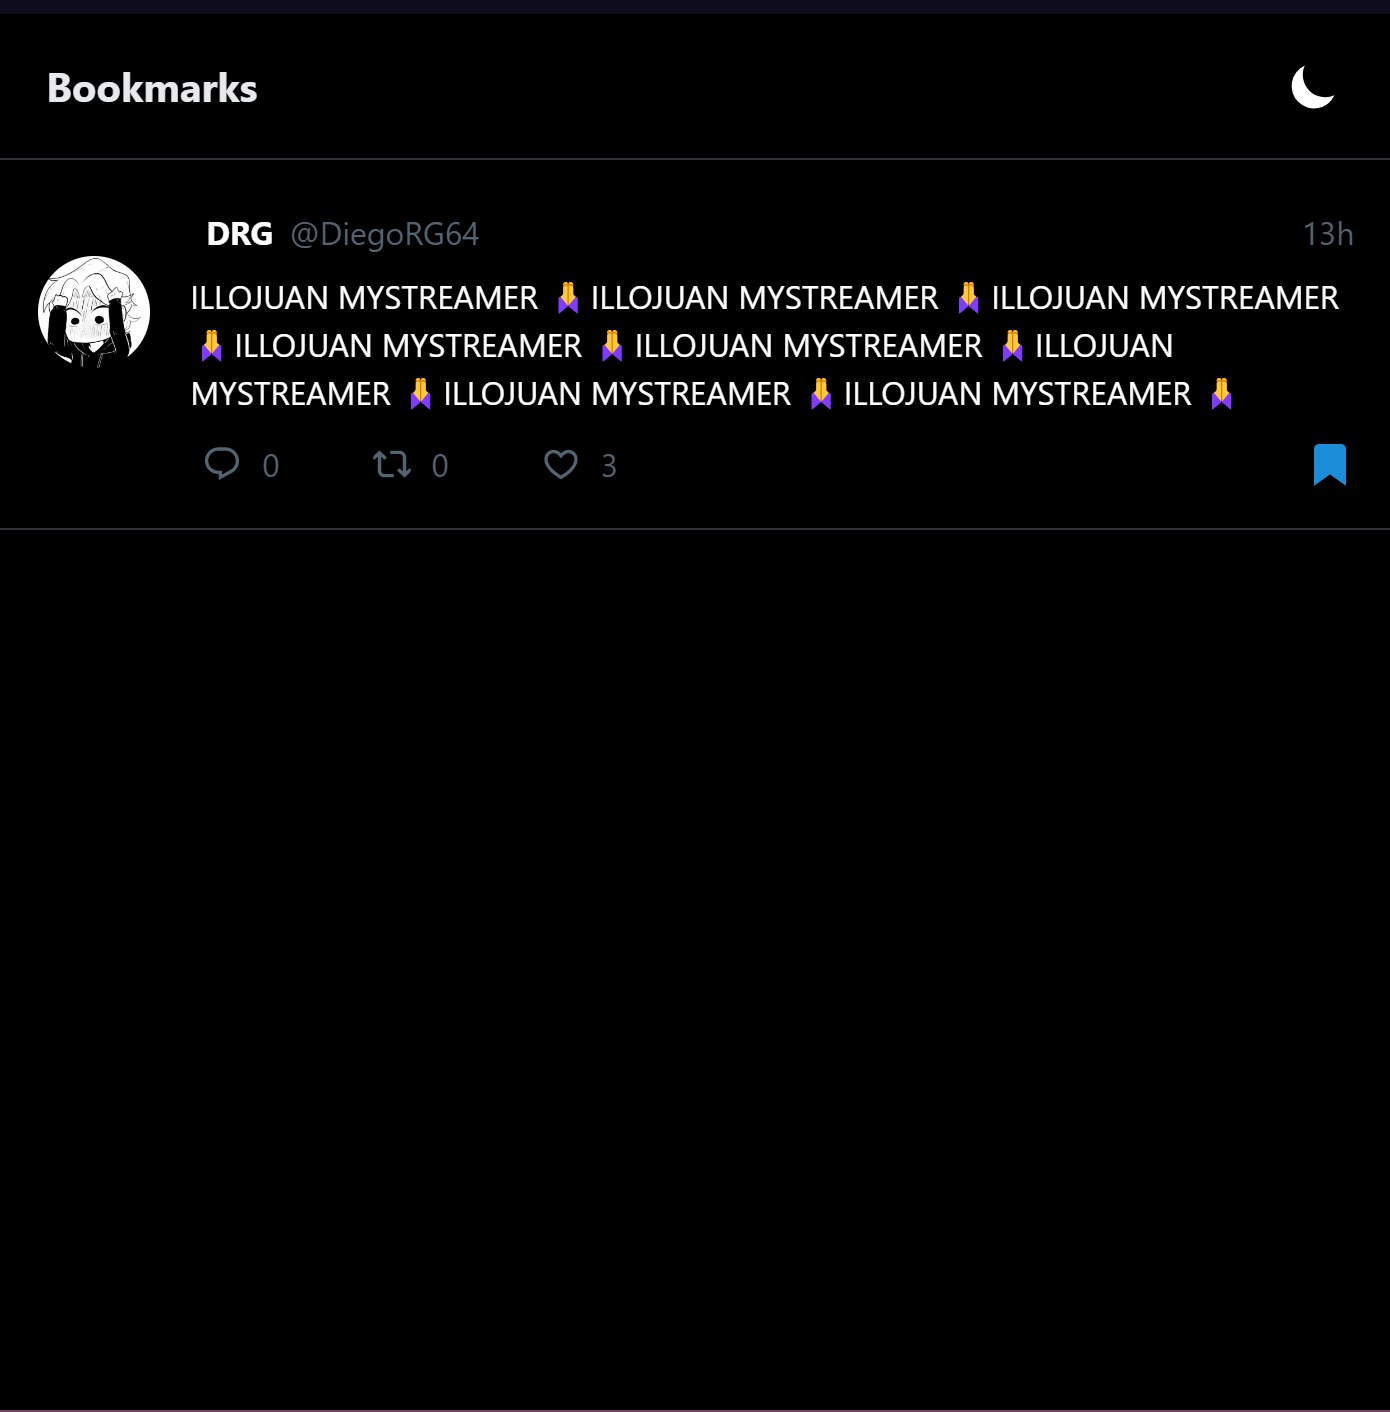 Bookmarks
DRG @DiegoRG64 13h
ILLOJUAN MYSTREAMER 🙏 ILLOJUAN MYSTREAMER 🙏 ILLOJUAN MYSTREAMER
🙏 ILLOJUAN MYSTREAMER 🙏 ILLOJUAN MYSTREAMER 🙏 ILLOJUAN
MYSTREAMER 🙏 ILLOJUAN MYSTREAMER 🙏 ILLOJUAN MYSTREAMER 🙏
0 0 3